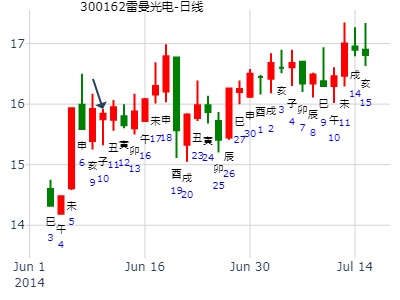 300162雷曼光电-日线
17
16
15
14
巳
3
午
4
未
5
申
6
亥
9
子
10
丑
11
寅
12
卯
13
午
16
未
17
申
18
酉
19
戌
20
丑
23
寅
24
卯
25
辰
26
巳
27
申
30
酉
1
戌
2
亥
3
子
4
卯
7
辰
8
巳
9
午
10
未
11
戌
14
亥
15
Jun 1
2014
Jun 16
Jun 30
Jul 14